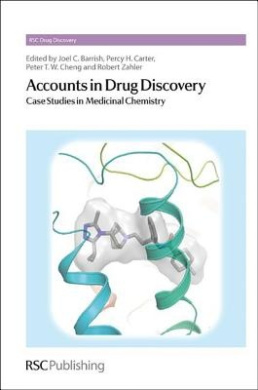 RSC Drug Discovery
Edited by Joel C. Barrish, Percy H. Carter,
Peter T. W. Cheng and Robert Zahler
Accounts in Drug Discovery
Case Studies in Medicinal Chemistry
RSCPublishing